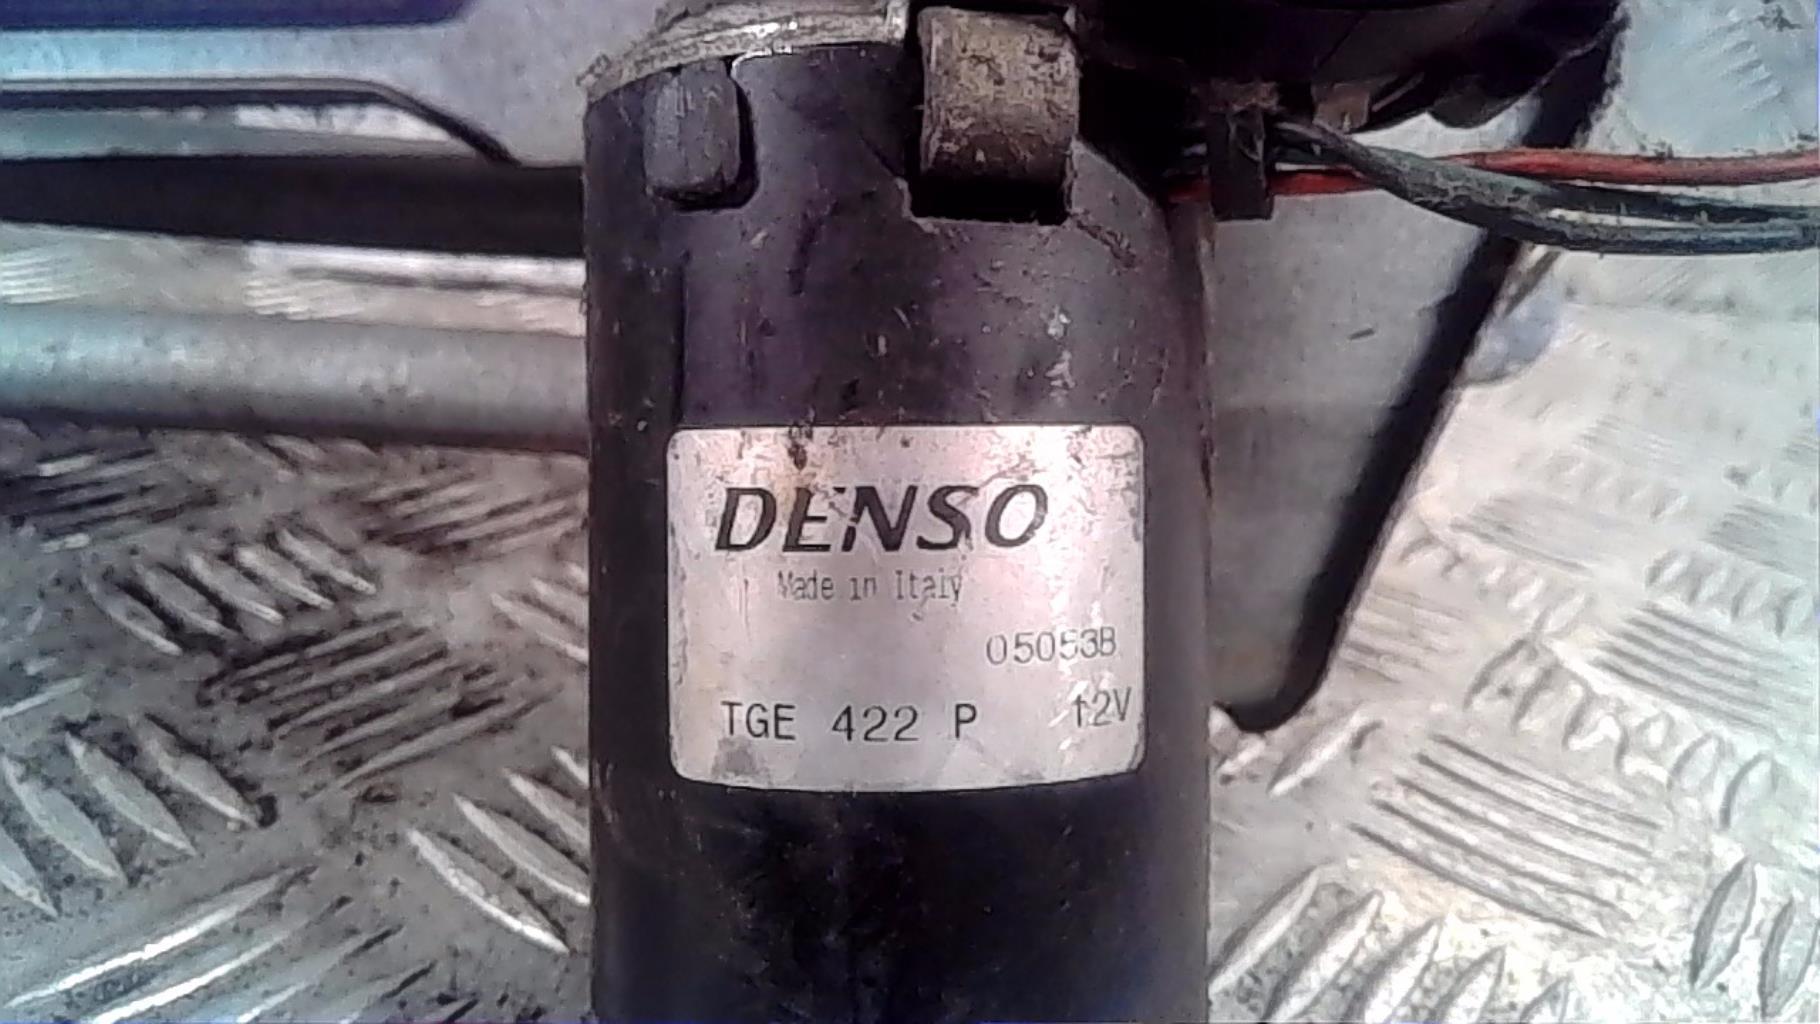 DENSO
Made in Italy
05053B
TGE 422 P 12V